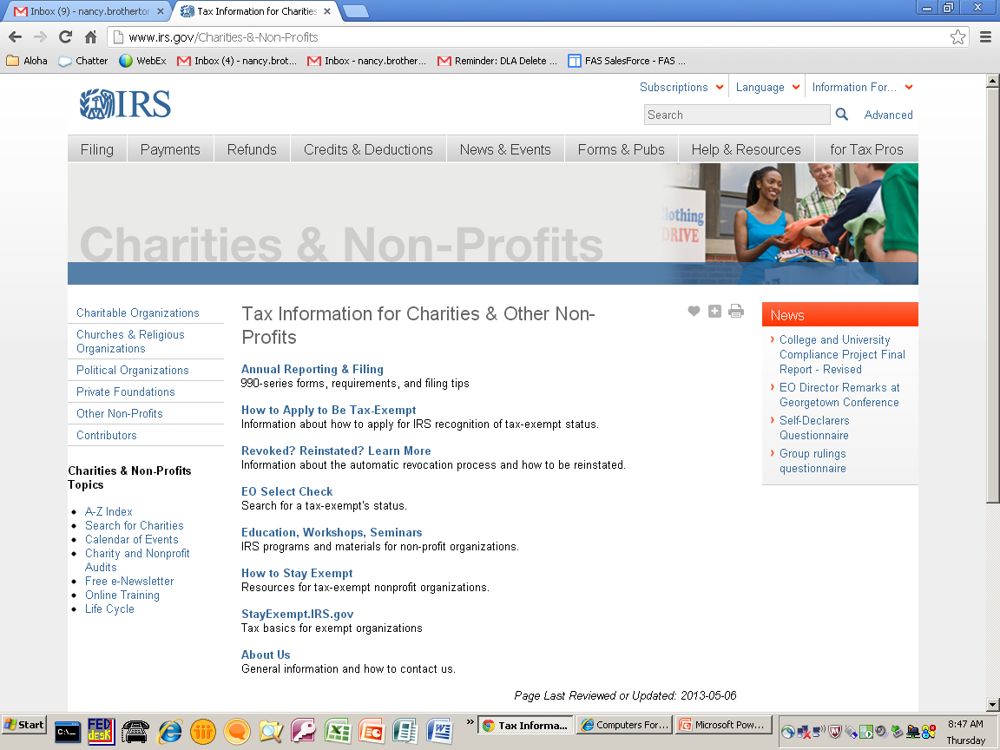 Inbox (9) - nancy.brotherton
Tax Information for Charities
www.irs.gov/Charities-&-Non-Profits
Aloha
Chatter
WebEx
Inbox (4) - nancy.brot...
Inbox - nancy.brother...
Reminder: DLA Delete ...
FAS SalesForce - FAS ...
IRS
Subscriptions
Language
Information For...
Search
Advanced
Filing
Payments
Refunds
Credits & Deductions
News & Events
Forms & Pubs
Help & Resources
for Tax Pros
Charities & Non-Profits
lothing
DRIVE
Charitable Organizations
Churches & Religious
Organizations
Political Organizations
Private Foundations
Other Non-Profits
Contributors
Charities & Non-Profits
Topics
A-Z Index
Search for Charities
Calendar of Events
Charity and Nonprofit
Audits
Free e-Newsletter
Online Training
Life Cycle
Tax Information for Charities & Other Non-
Profits
Annual Reporting & Filing
990-series forms, requirements, and filing tips
How to Apply to Be Tax-Exempt
Information about how to apply for IRS recognition of tax-exempt status.
Revoked? Reinstated? Learn More
Information about the automatic revocation process and how to be reinstated.
EO Select Check
Search for a tax-exempt's status.
Education, Workshops, Seminars
IRS programs and materials for non-profit organizations.
How to Stay Exempt
Resources for tax-exempt nonprofit organizations.
StayExempt.IRS.gov
Tax basics for exempt organizations
About Us
General information and how to contact us.
Page Last Reviewed or Updated: 2013-05-06
News
College and University
Compliance Project Final
Report - Revised
EO Director Remarks at
Georgetown Conference
Self-Declarers
Questionnaire
Group rulings
questionnaire
Start
FED
desk
Tax Informa...
Computers For...
Microsoft Pow...
8:47 AM
Thursday